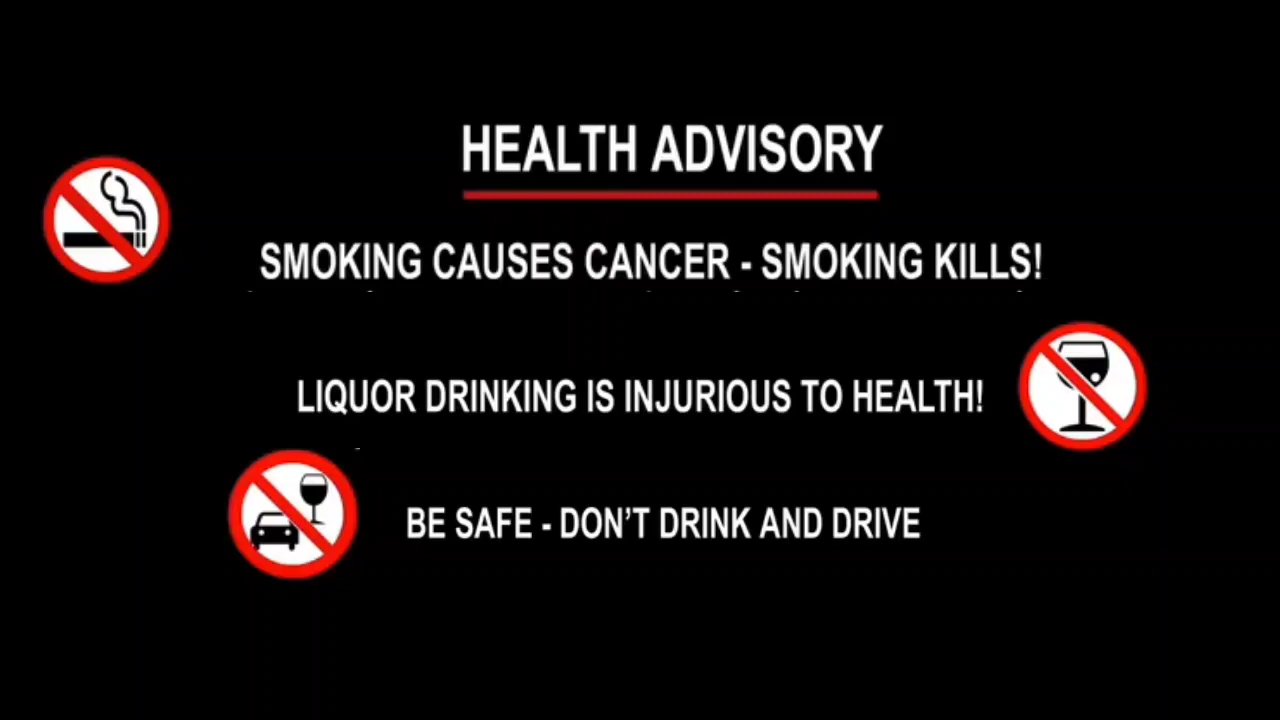 HEALTH ADVISORY
SMOKING CAUSES CANCER - SMOKING KILLS!
LIQUOR DRINKING IS INJURIOUS TO HEALTH!
BE SAFE - DON’T DRINK AND DRIVE